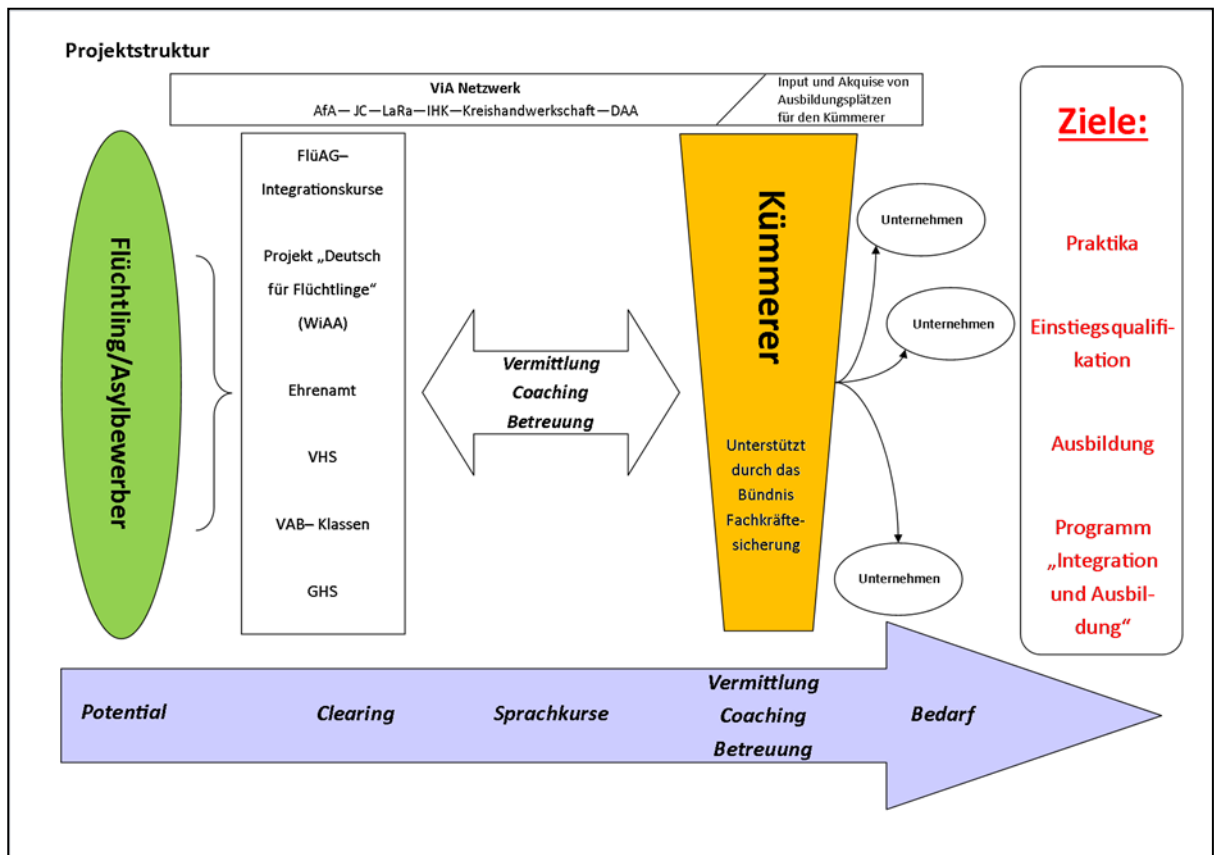 Projektstruktur
ViA Netzwerk
AfA—JC—LaRa—IHK—Kreishandwerkschaft—DAA
Input und Akquise von
Ausbildungsplätzen
für den Kümmerer
Flüchtling/Asylbewerber
FlüAG–
Integrationskurse
Projekt „Deutsch
für Flüchtlinge“
(WiAA)
Ehrenamt
VHS
VAB– Klassen
GHS
Vermittlung
Coaching
Betreuung
Kümmerer
Unterstützt
durch das
Bündnis
Fachkräfte-
sicherung
Unternehmen
Unternehmen
Unternehmen
Ziele:
Praktika
Einstiegsqualifi-
kation
Ausbildung
Programm
„Integration
und Ausbil-
dung“
Potential
Clearing
Sprachkurse
Vermittlung
Coaching
Betreuung
Bedarf